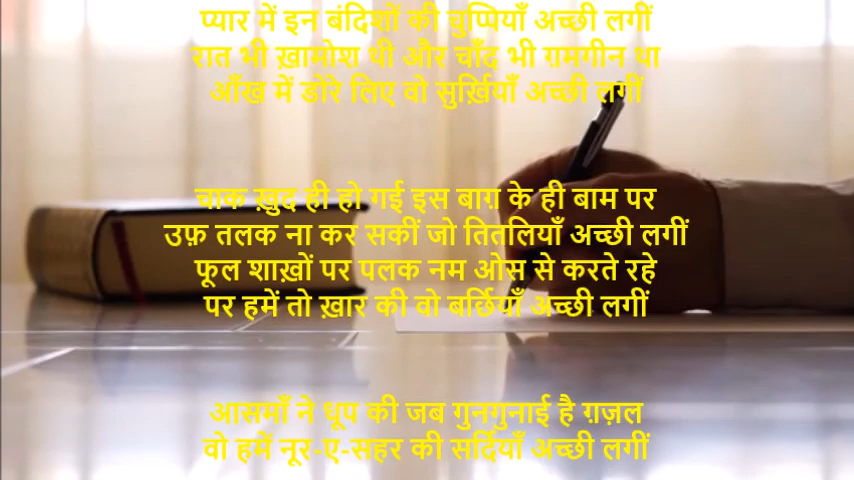 प्यार में इन बंदिशों की चुप्पियाँ अच्छी लगीं
रात भी ख़ामोश थी और चाँद भी ग़मगीन था
आँख में डोरे लिए वो सुर्ख़ियाँ अच्छी लगीं
चाक ख़ुद ही हो गई इस बाग़ के ही बाम पर
उफ़ तलक ना कर सकीं जो तितलियाँ अच्छी लगीं
फूल शाख़ों पर पलक नम ओस से करते रहे
पर हमें तो ख़ार की वो बर्छियाँ अच्छी लगीं
आसमाँ ने धूप की जब गुनगुनाई है ग़ज़ल
वो हमें नूर-ए-सहर की सर्दियाँ अच्छी लगीं